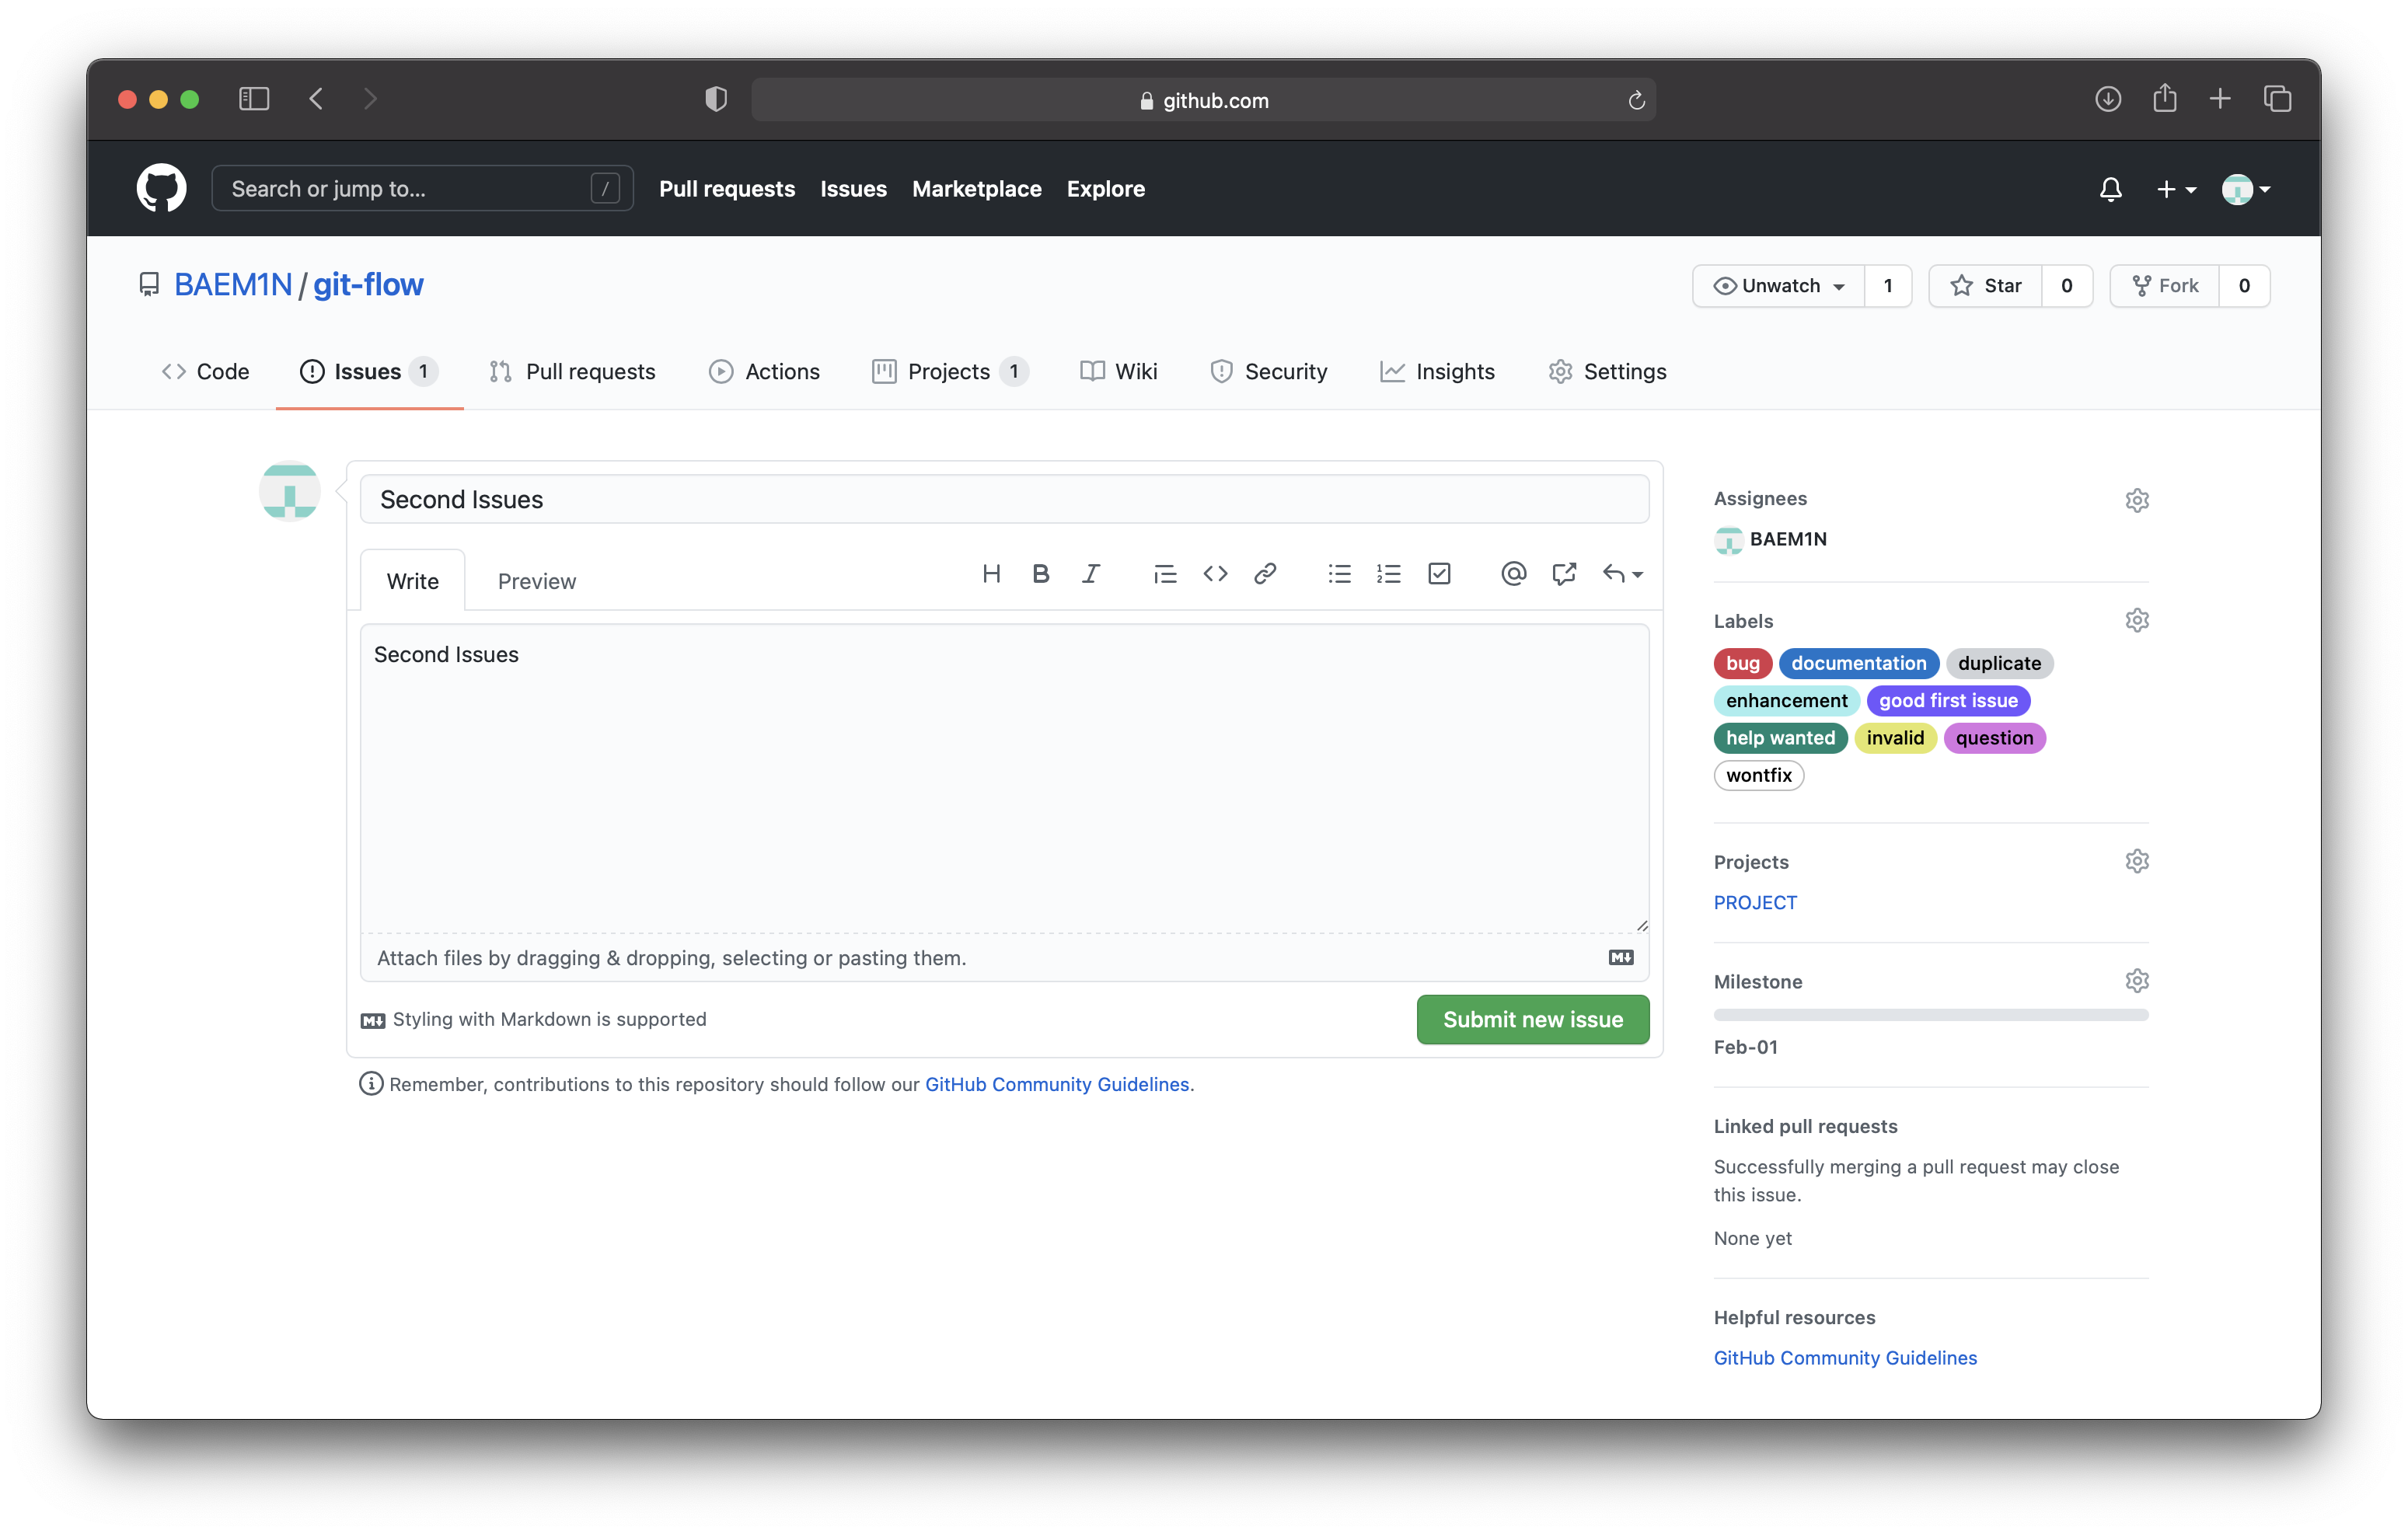 github.com
Search or jump to... /
Pull requests Issues Marketplace Explore
BAEM1N / git-flow
Unwatch 1 Star 0 Fork 0
Code Issues 1 Pull requests Actions Projects 1 Wiki Security Insights Settings
Second Issues
Write Preview
Second Issues
Attach files by dragging & dropping, selecting or pasting them.
Styling with Markdown is supported
Submit new issue
Remember, contributions to this repository should follow our GitHub Community Guidelines.
Assignees
BAEM1N
Labels
bug documentation duplicate
enhancement good first issue
help wanted invalid question
wontfix
Projects
PROJECT
Milestone
Feb-01
Linked pull requests
Successfully merging a pull request may close
this issue.
None yet
Helpful resources
GitHub Community Guidelines